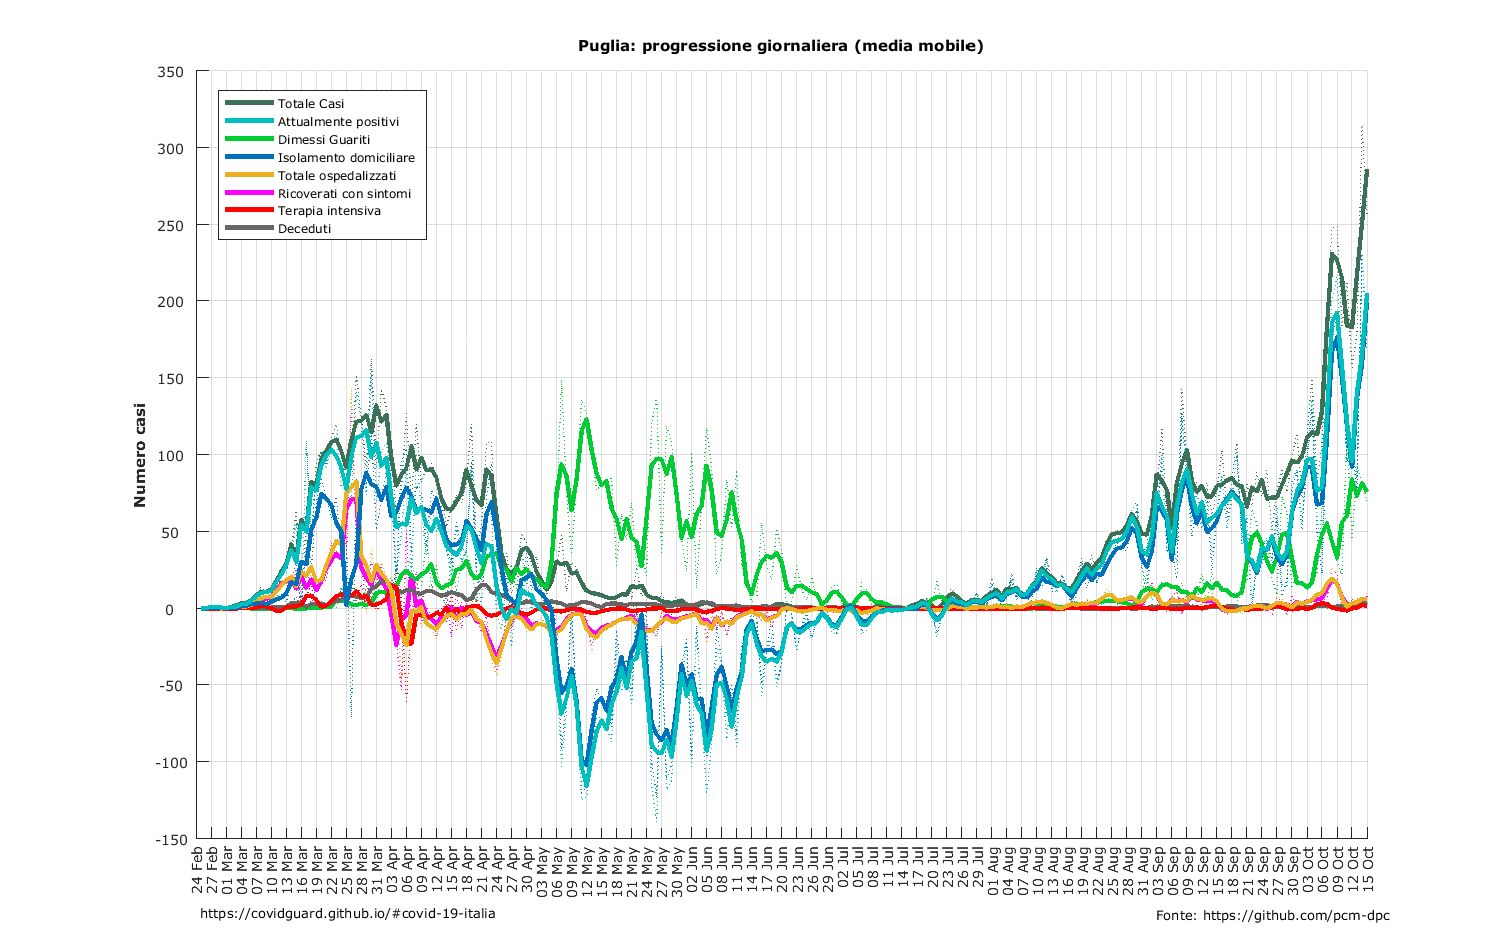 Puglia: progressione giornaliera (media mobile)
350
300
250
200
150
100
50
0
-50
-100
-150
Numero casi
Totale Casi
Attualmente positivi
Dimessi Guariti
Isolamento domiciliare
Totale ospedalizzati
Ricoverati con sintomi
Terapia intensiva
Deceduti
24 Feb
27 Feb
01 Mar
04 Mar
07 Mar
10 Mar
13 Mar
16 Mar
19 Mar
22 Mar
25 Mar
28 Mar
31 Mar
03 Apr
06 Apr
09 Apr
12 Apr
15 Apr
18 Apr
21 Apr
24 Apr
27 Apr
30 Apr
03 May
06 May
09 May
12 May
15 May
18 May
21 May
24 May
27 May
30 May
02 Jun
05 Jun
08 Jun
11 Jun
14 Jun
17 Jun
20 Jun
23 Jun
26 Jun
29 Jun
02 Jul
05 Jul
08 Jul
11 Jul
14 Jul
17 Jul
20 Jul
23 Jul
26 Jul
29 Jul
01 Aug
04 Aug
07 Aug
10 Aug
13 Aug
16 Aug
19 Aug
22 Aug
25 Aug
28 Aug
31 Aug
03 Sep
06 Sep
09 Sep
12 Sep
15 Sep
18 Sep
21 Sep
24 Sep
27 Sep
30 Sep
03 Oct
06 Oct
09 Oct
12 Oct
15 Oct
https://covidguard.github.io/#covid-19-italia
Fonte: https://github.com/pcm-dpc